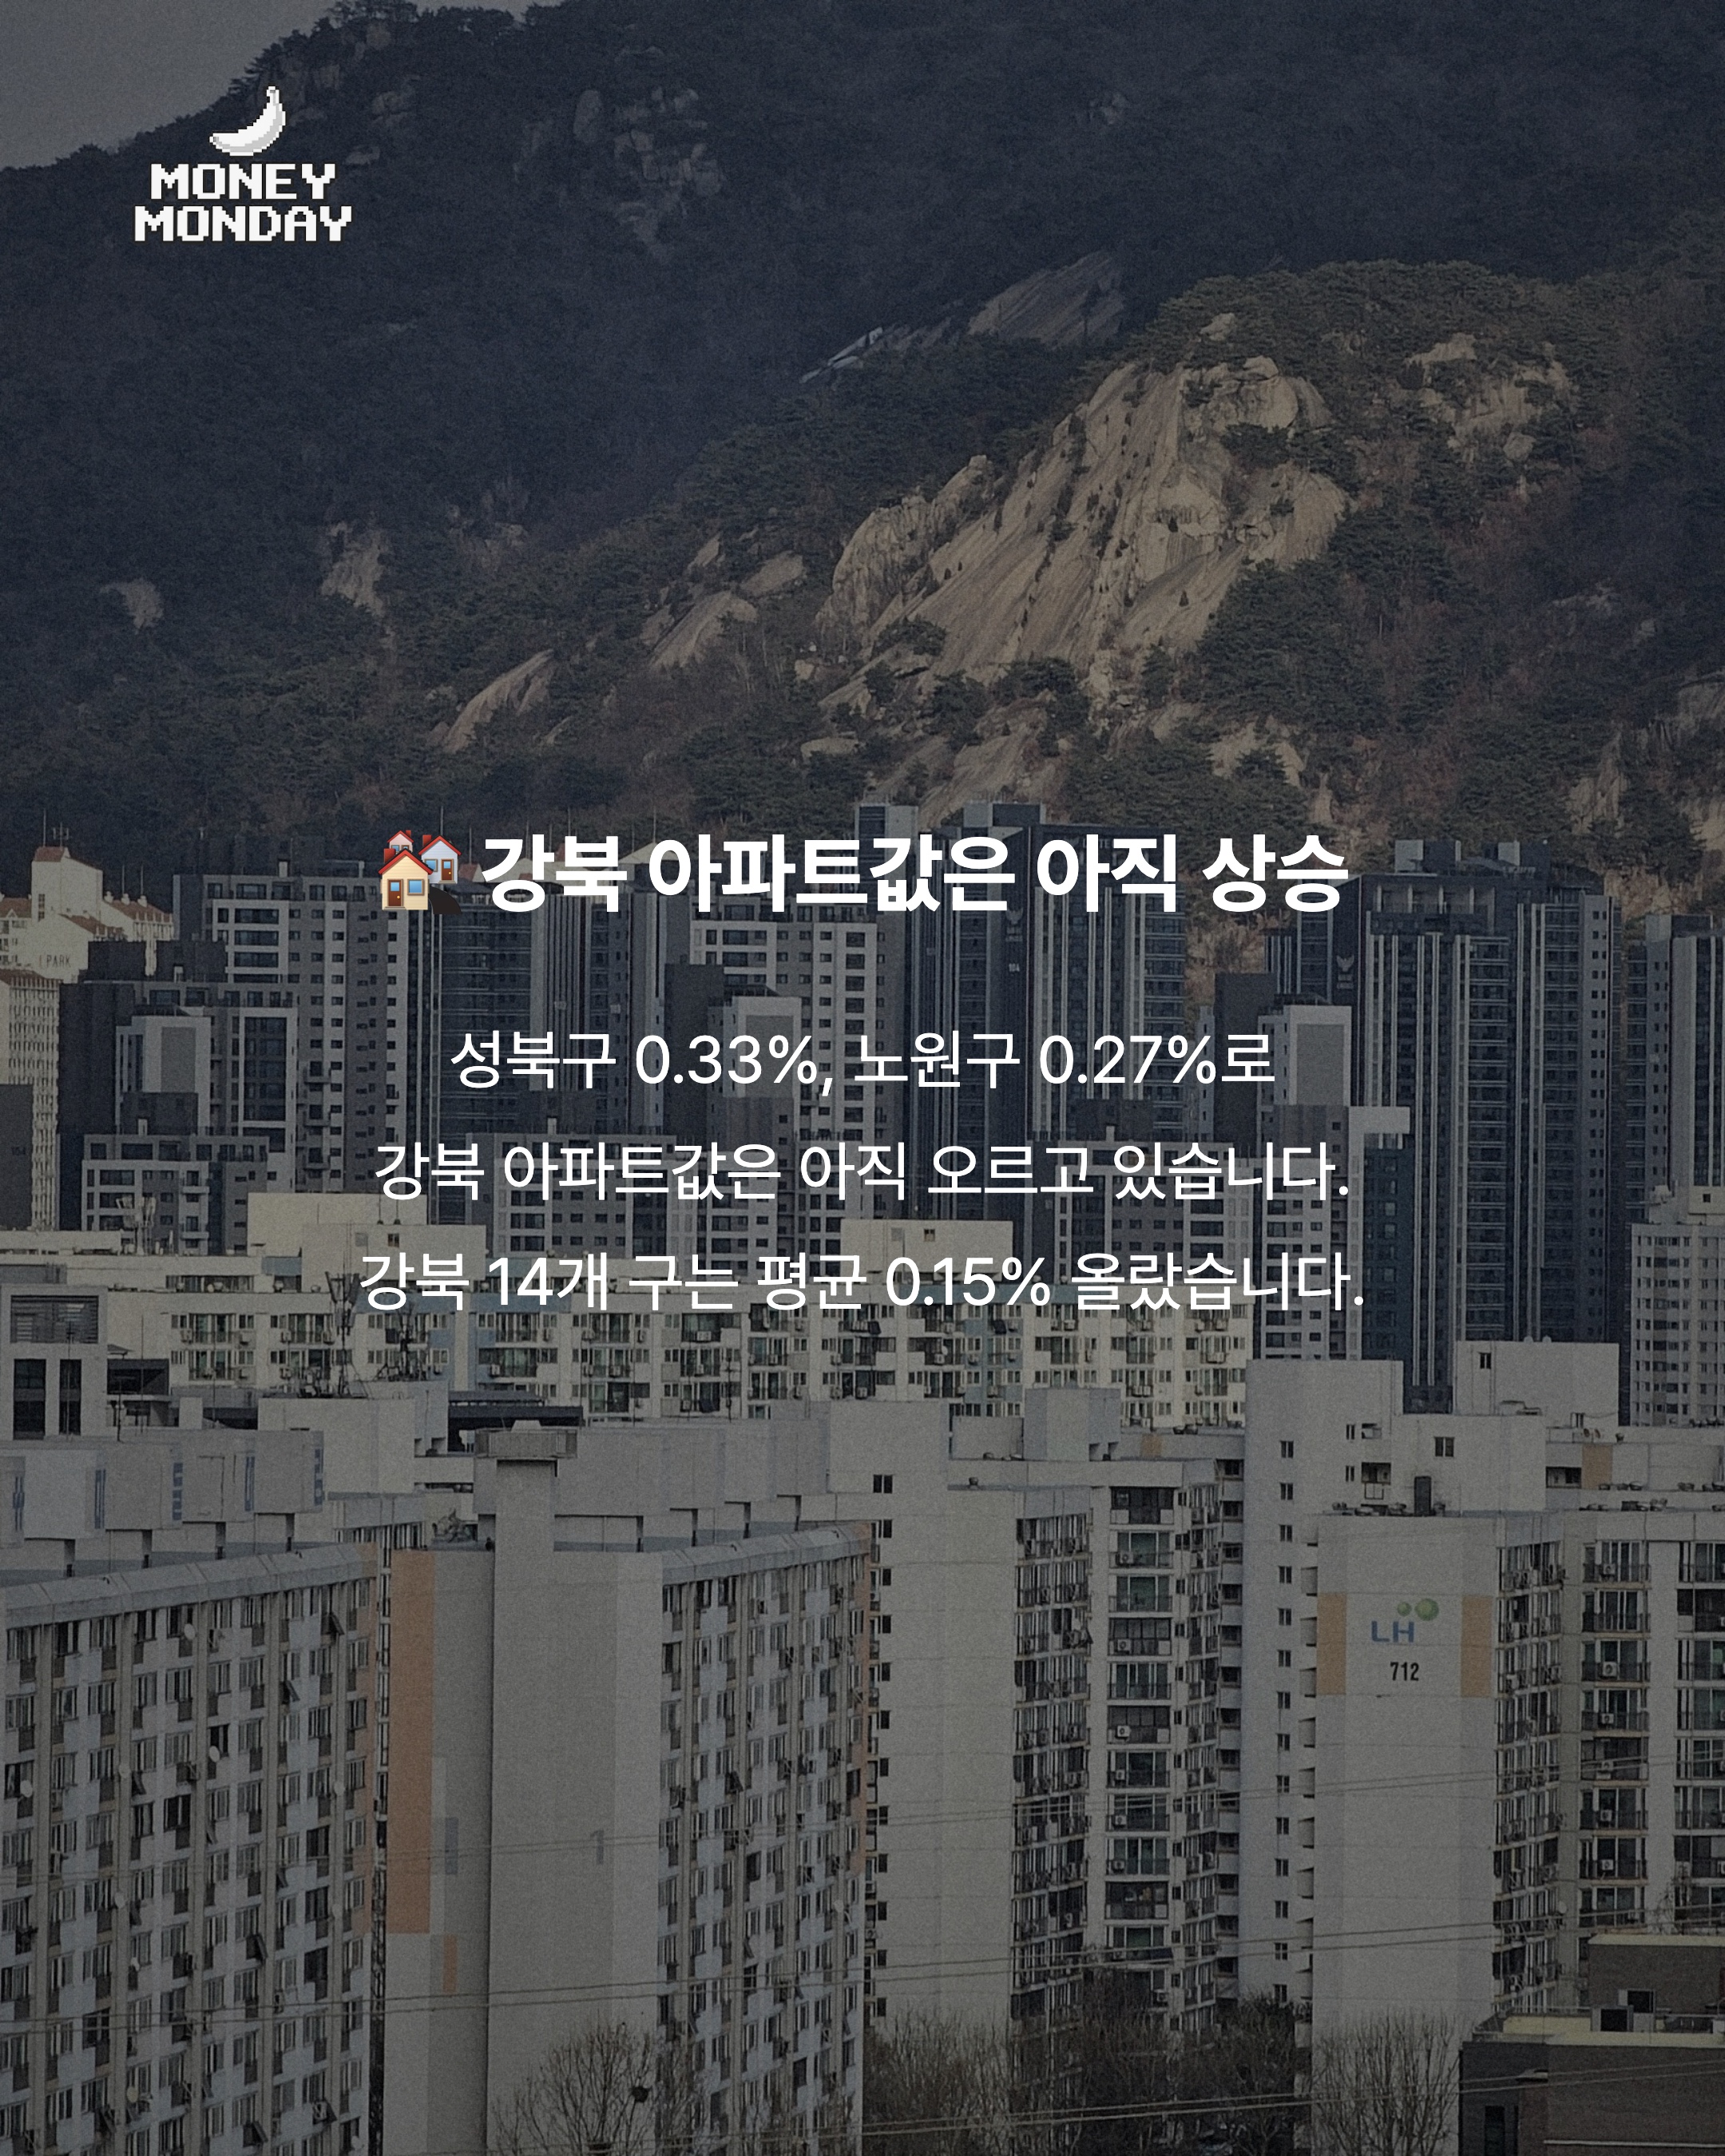 MONEY
MONDAY
🏘️ 강북 아파트값은 아직 상승
성북구 0.33%, 노원구 0.27%로
강북 아파트값은 아직 오르고 있습니다.
강북 14개 구는 평균 0.15% 올랐습니다.
I PARK
104
LH
712
1